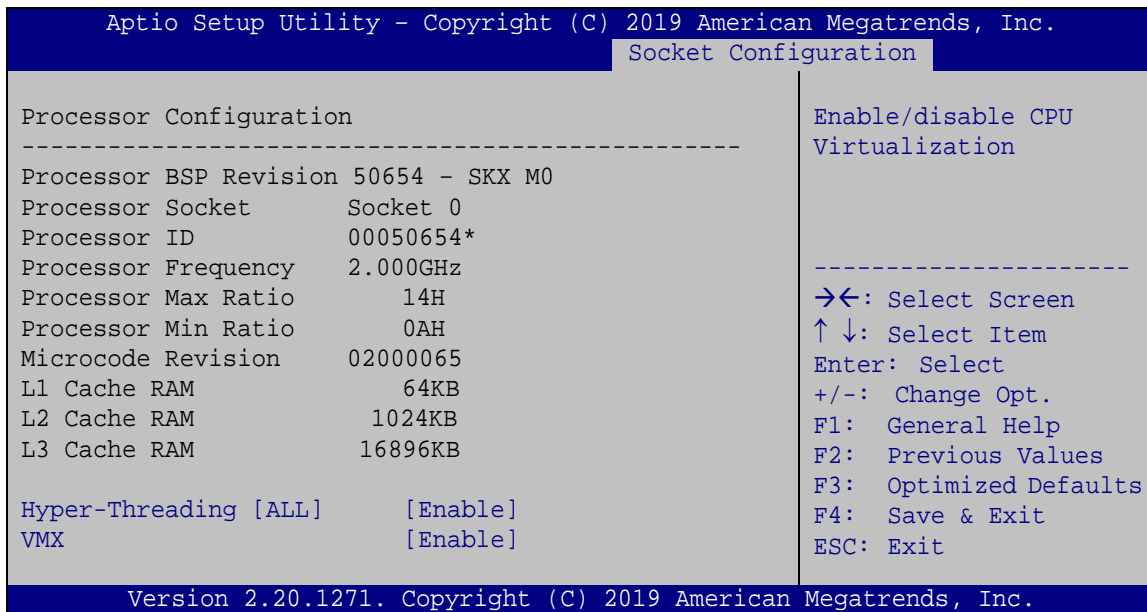 Aptio Setup Utility – Copyright (C) 2019 American Megatrends, Inc.
Socket Configuration
Processor Configuration
--------------------------------------------------
Processor BSP Revision 50654 – SKX M0
Processor Socket Socket 0
Processor ID 00050654*
Processor Frequency 2.000GHz
Processor Max Ratio 14H
Processor Min Ratio 0AH
Microcode Revision 02000065
L1 Cache RAM 64KB
L2 Cache RAM 1024KB
L3 Cache RAM 16896KB
Hyper-Threading [ALL] [Enable]
VMX [Enable]
Enable/disable CPU
Virtualization
----------------------
→←: Select Screen
↑ ↓: Select Item
Enter: Select
+/-: Change Opt.
F1: General Help
F2: Previous Values
F3: Optimized Defaults
F4: Save & Exit
ESC: Exit
Version 2.20.1271. Copyright (C) 2019 American Megatrends, Inc.